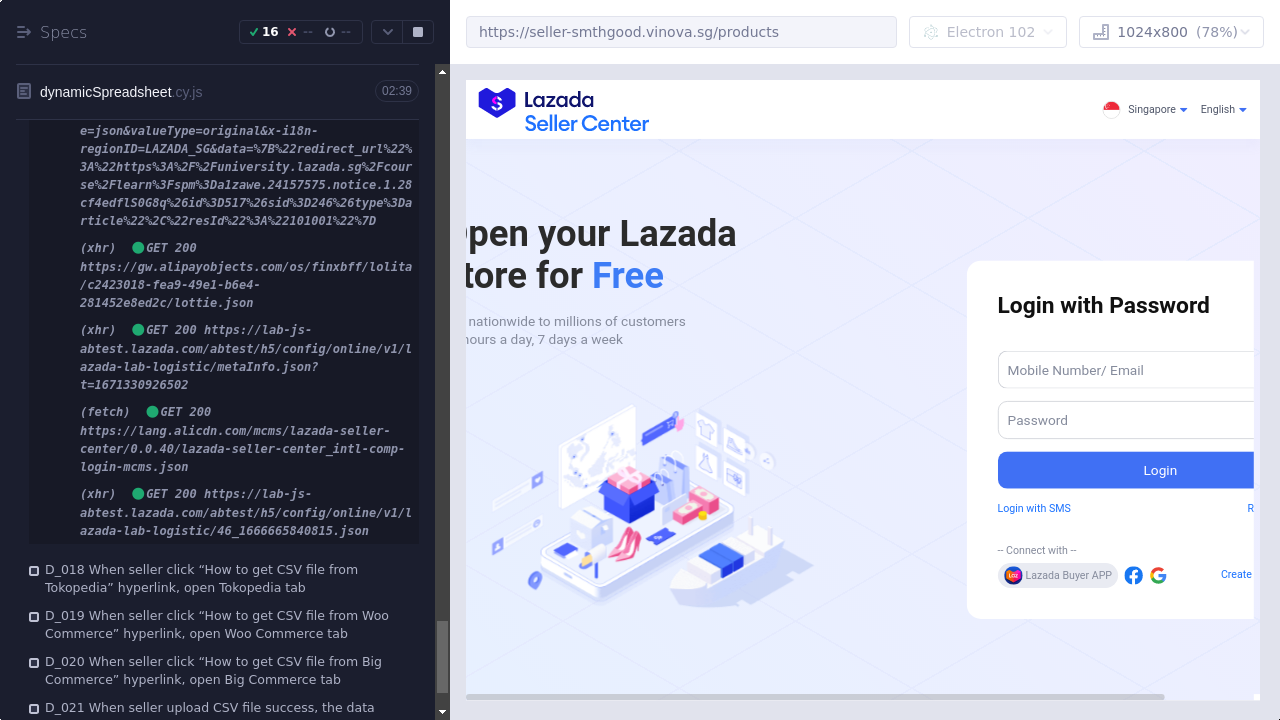 Specs
16
--
--
dynamicSpreadsheet.cy.js
02:39
e=json&valueType=original&x-i18n-
regionID=LAZADA_SG&data=%7B%22redirect_url%22%
3A%22https%3A%2F%2Funiversity.lazada.sg%2Fcour
se%2Flearn%3Fspm%3Da1zawe.24157575.notice.1.28
cf4edflS0G8q%26id%3D517%26sid%3D246%26type%3Da
rticle%22%2C%22resId%22%3A%22101001%22%7D
(xhr) GET 200
https://gw.alipayobjects.com/os/finxbff/lolita
/c2423018-fea9-49e1-b6e4-
281452e8ed2c/lottie.json
(xhr) GET 200 https://lab-js-
abtest.lazada.com/abtest/h5/config/online/v1/l
azada-lab-logistic/metaInfo.json?
t=1671330926502
(fetch) GET 200
https://lang.alicdn.com/mcms/lazada-seller-
center/0.0.40/lazada-seller-center_intl-comp-
login-mcms.json
(xhr) GET 200 https://lab-js-
abtest.lazada.com/abtest/h5/config/online/v1/l
azada-lab-logistic/46_1666665840815.json
D_018 When seller click “How to get CSV file from
Tokopedia” hyperlink, open Tokopedia tab
D_019 When seller click “How to get CSV file from Woo
Commerce” hyperlink, open Woo Commerce tab
D_020 When seller click “How to get CSV file from Big
Commerce” hyperlink, open Big Commerce tab
D_021 When seller upload CSV file success, the data
https://seller-smthgood.vinova.sg/products
Electron 102
1024x800 (78%)
Lazada
Seller Center
Singapore
English
Open your Lazada
tore for Free
nationwide to millions of customers
hours a day, 7 days a week
Login with Password
Mobile Number/ Email
Password
Login
Login with SMS
R
-- Connect with --
Laz
Lazada Buyer APP
Create